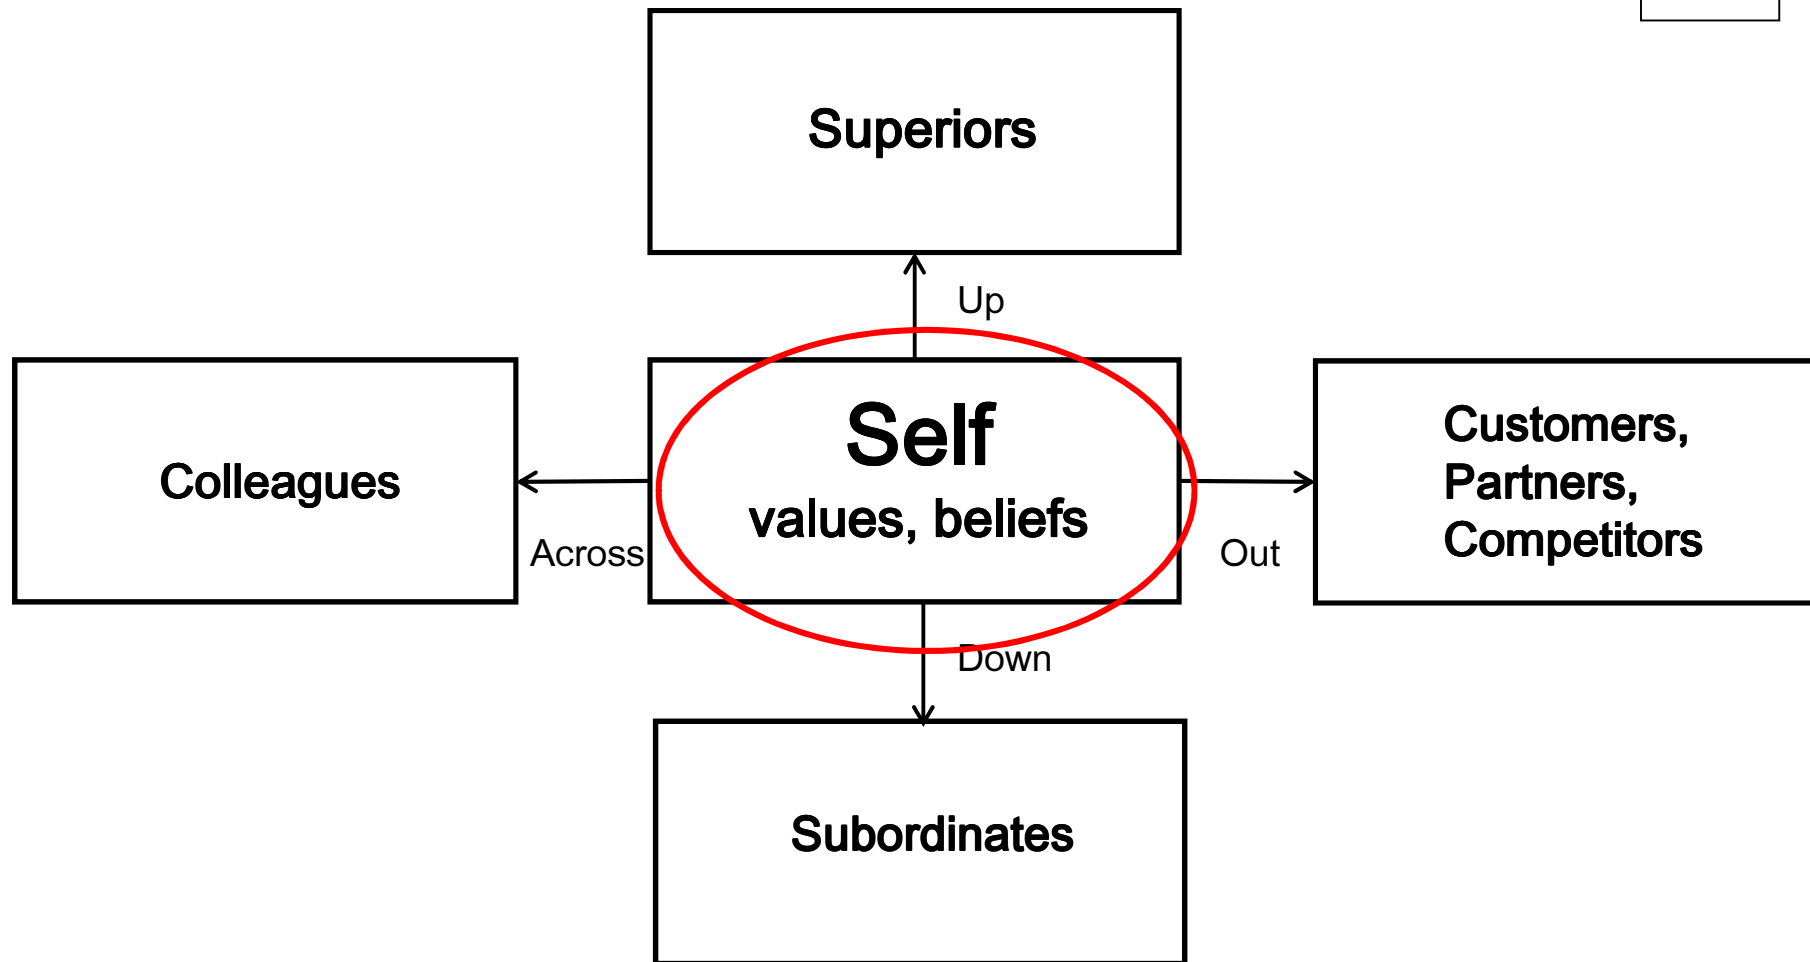 Superiors
Up
Colleagues
Across
Self
values, beliefs
Out
Customers,
Partners,
Competitors
Down
Subordinates